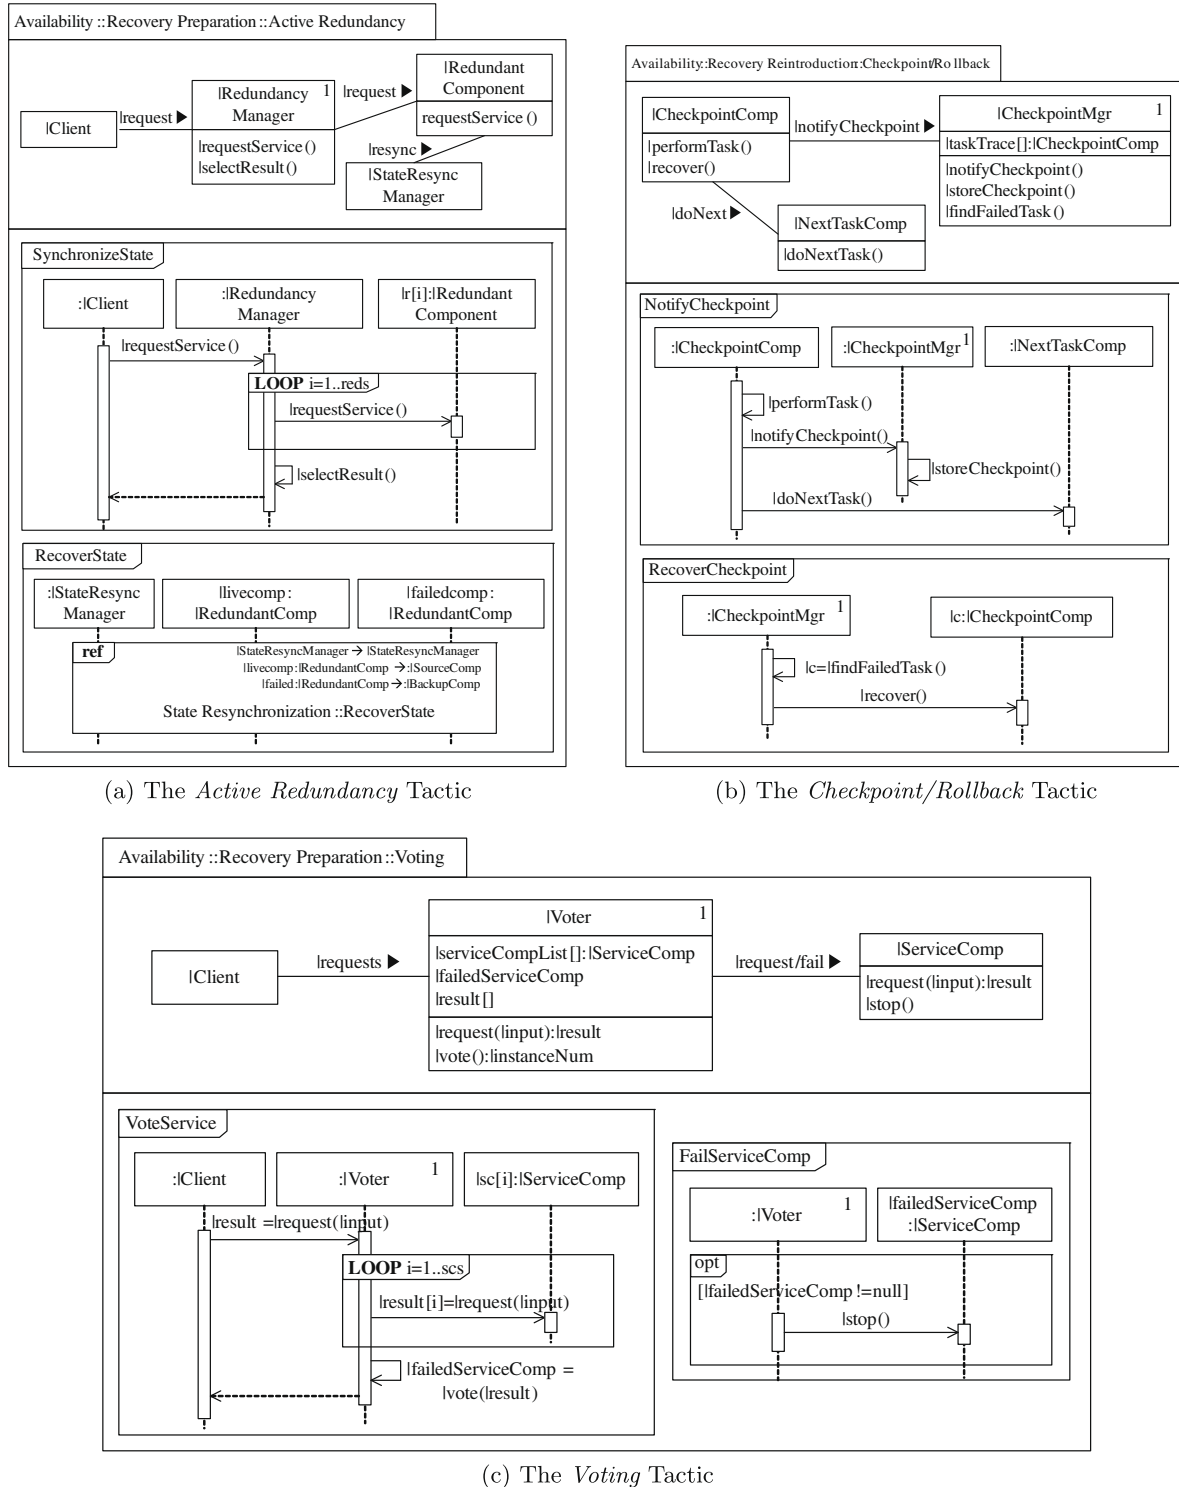 Availability::Recovery Preparation::Active Redundancy
|Client
|request ▶
|Redundancy 1
Manager
|requestService()
|selectResult()
|request ▶
|Redundant
Component
requestService()
|resync ▶
|StateResync
Manager
SynchronizeState
:|Client
:|Redundancy
Manager
|r[i]:|Redundant
Component
|requestService()
LOOP i=1..reds
|requestService()
|selectResult()
RecoverState
:|StateResync
Manager
|livecomp:
|RedundantComp
|failedcomp:
|RedundantComp
ref
|StateResyncManager → |StateResyncManager
|livecomp:|RedundantComp →:|SourceComp
|failed:|RedundantComp→:|BackupComp
State Resynchronization::RecoverState
(a) The Active Redundancy Tactic
Availability::Recovery Reintroduction::Checkpoint/Rollback
|CheckpointComp
|performTask()
|recover()
|notifyCheckpoint ▶
|CheckpointMgr 1
|taskTrace[]:|CheckpointComp
|notifyCheckpoint()
|storeCheckpoint()
|findFailedTask()
|doNext ▶
|NextTaskComp
|doNextTask()
NotifyCheckpoint
:|CheckpointComp
:|CheckpointMgr 1
:|NextTaskComp
|performTask()
|notifyCheckpoint()
|storeCheckpoint()
|doNextTask()
RecoverCheckpoint
:|CheckpointMgr 1
|c:|CheckpointComp
|c=|findFailedTask()
|recover()
(b) The Checkpoint/Rollback Tactic
Availability::Recovery Preparation::Voting
|Client
|requests ▶
|Voter 1
|serviceCompList[]:|ServiceComp
|failedServiceComp
|result[]
|request(|input):|result
|vote():|instanceNum
|request/fail ▶
|ServiceComp
|request(|input):|result
|stop()
VoteService
:|Client
:|Voter 1
|sc[i]:|ServiceComp
|result =|request(|input)
LOOP i=1..scs
|result[i]=|request(|input)
|failedServiceComp =
|vote(|result)
FailServiceComp
:|Voter 1
|failedServiceComp
:|ServiceComp
opt
[|failedServiceComp !=null]
|stop()
(c) The Voting Tactic